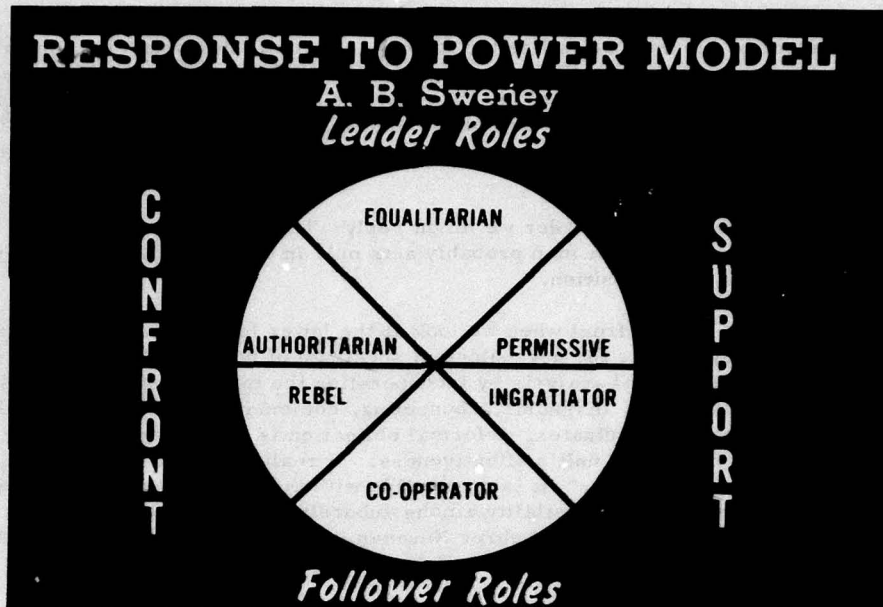 RESPONSE TO POWER MODEL
A. B. Sweney
Leader Roles
CONFRONT
EQUALITARIAN
SUPPORT
AUTHORITARIAN
PERMISSIVE
REBEL
INGRATIATOR
CO-OPERATOR
Follower Roles